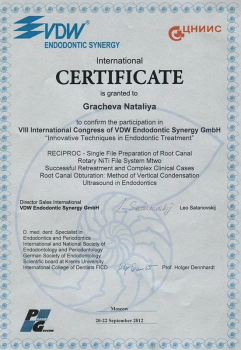 VDW
ENDODONTIC SYNERGY
ЦНИИС
International
CERTIFICATE
is granted to
Gracheva Nataliya
to confirm the participation in
VIII International Congress of VDW Endodontic Synergy GmbH
"Innovative Techniques in Endodontic Treatment"
RECIPROC - Single File Preparation of Root Canal
Rotary NiTi File System Mtwo
Successful Retreatment and Complex Clinical Cases
Root Canal Obturation: Method of Vertical Condensation
Ultrasound in Endodontics
Director Sales International
VDW Endodontic Synergy GmbH
Leo Satanovskij
D. med. dent. Specialist in
Endodontics and Periodontics
International and National Society of
Endodontology and Periodontology
German Society of Endodontology
Scientific board at Krems University
International College of Dentists FICD
Prof. Holger Dennhardt
Moscow
20-22 September 2012